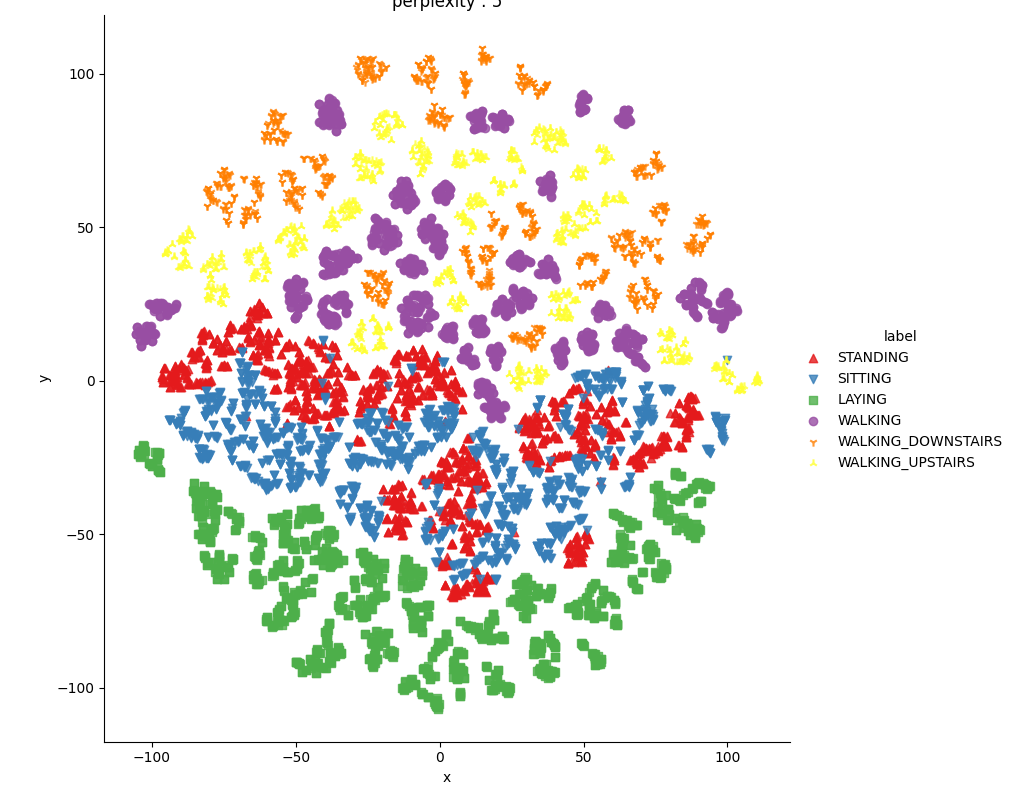 perplexity : 5
100
50
0
−50
−100
y
−100
−50
0
50
100
x
label
STANDING
SITTING
LAYING
WALKING
WALKING_DOWNSTAIRS
WALKING_UPSTAIRS